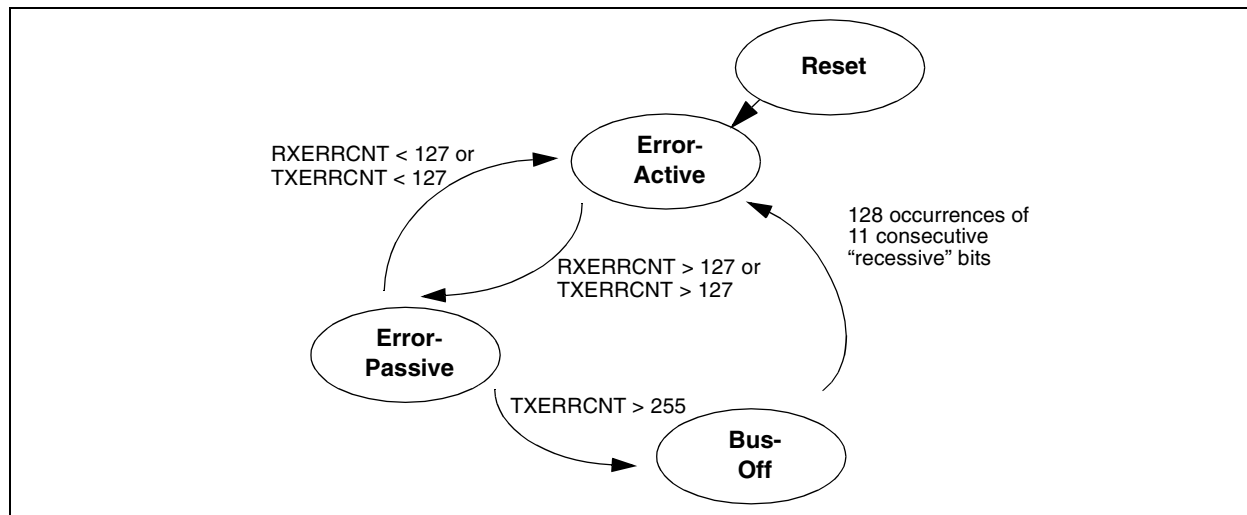 Reset
Error-
Active
RXERRCNT < 127 or
TXERRCNT < 127
128 occurrences of
11 consecutive
“recessive” bits
RXERRCNT > 127 or
TXERRCNT > 127
Error-
Passive
TXERRCNT > 255
Bus-
Off